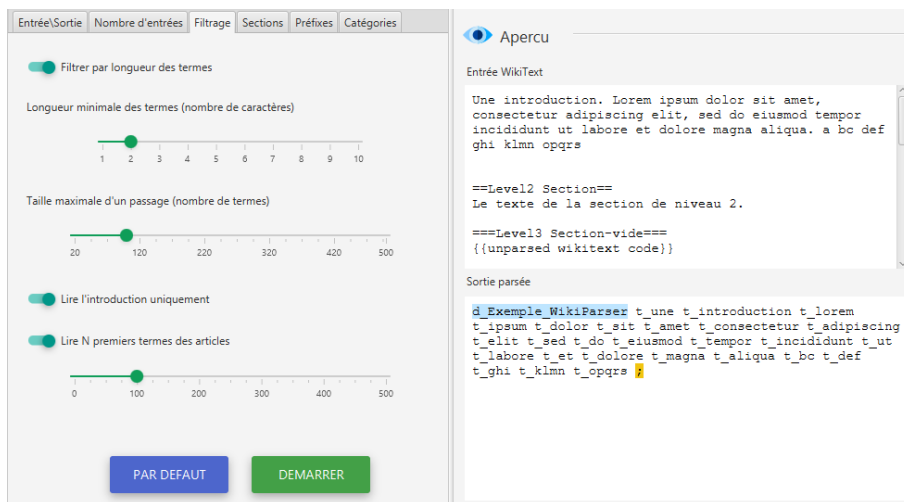 Entrée\Sortie Nombre d'entrées Filtrage Sections Préfixes Catégories
Filtrer par longueur des termes
Longueur minimale des termes (nombre de caractères)
1 2 3 4 5 6 7 8 9 10
Taille maximale d'un passage (nombre de termes)
20 120 220 320 420 500
Lire l'introduction uniquement
Lire N premiers termes des articles
0 100 200 300 400 500
PAR DEFAUT DEMARRER
Apercu
Entrée WikiText
Une introduction. Lorem ipsum dolor sit amet,
consectetur adipiscing elit, sed do eiusmod tempor
incididunt ut labore et dolore magna aliqua. a bc def
ghi klmn opqrs
==Level2 Section==
Le texte de la section de niveau 2.
===Level3 Section-vide===
{{unparsed wikitext code}}
Sortie parsée
d_Exemple_WikiParser t_une t_introduction t_lorem
t_ipsum t_dolor t_sit t_amet t_consectetur t_adipiscing
t_elit t_sed t_do t_eiusmod t_tempor t_incididunt t_ut
t_labore t_et t_dolore t_magna t_aliqua t_bc t_def
t_ghi t_klmn t_opqrs ;